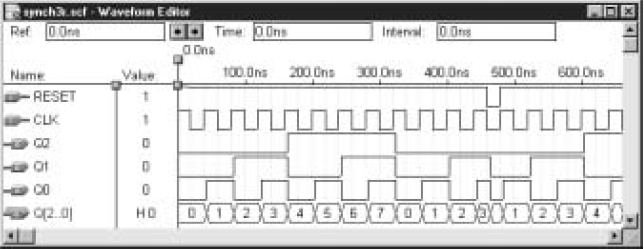 synch3r.scf - Waveform Editor
Ref: 0.0ns Time: 0.0ns Interval: 0.0ns
0.0ns
Name: Value: 100.0ns 200.0ns 300.0ns 400.0ns 500.0ns 600.0ns
RESET 1
CLK 1
Q2 0
Q1 0
Q0 0
Q[2..0] H 0 0 1 2 3 4 5 6 7 0 1 2 3 1 2 3 4